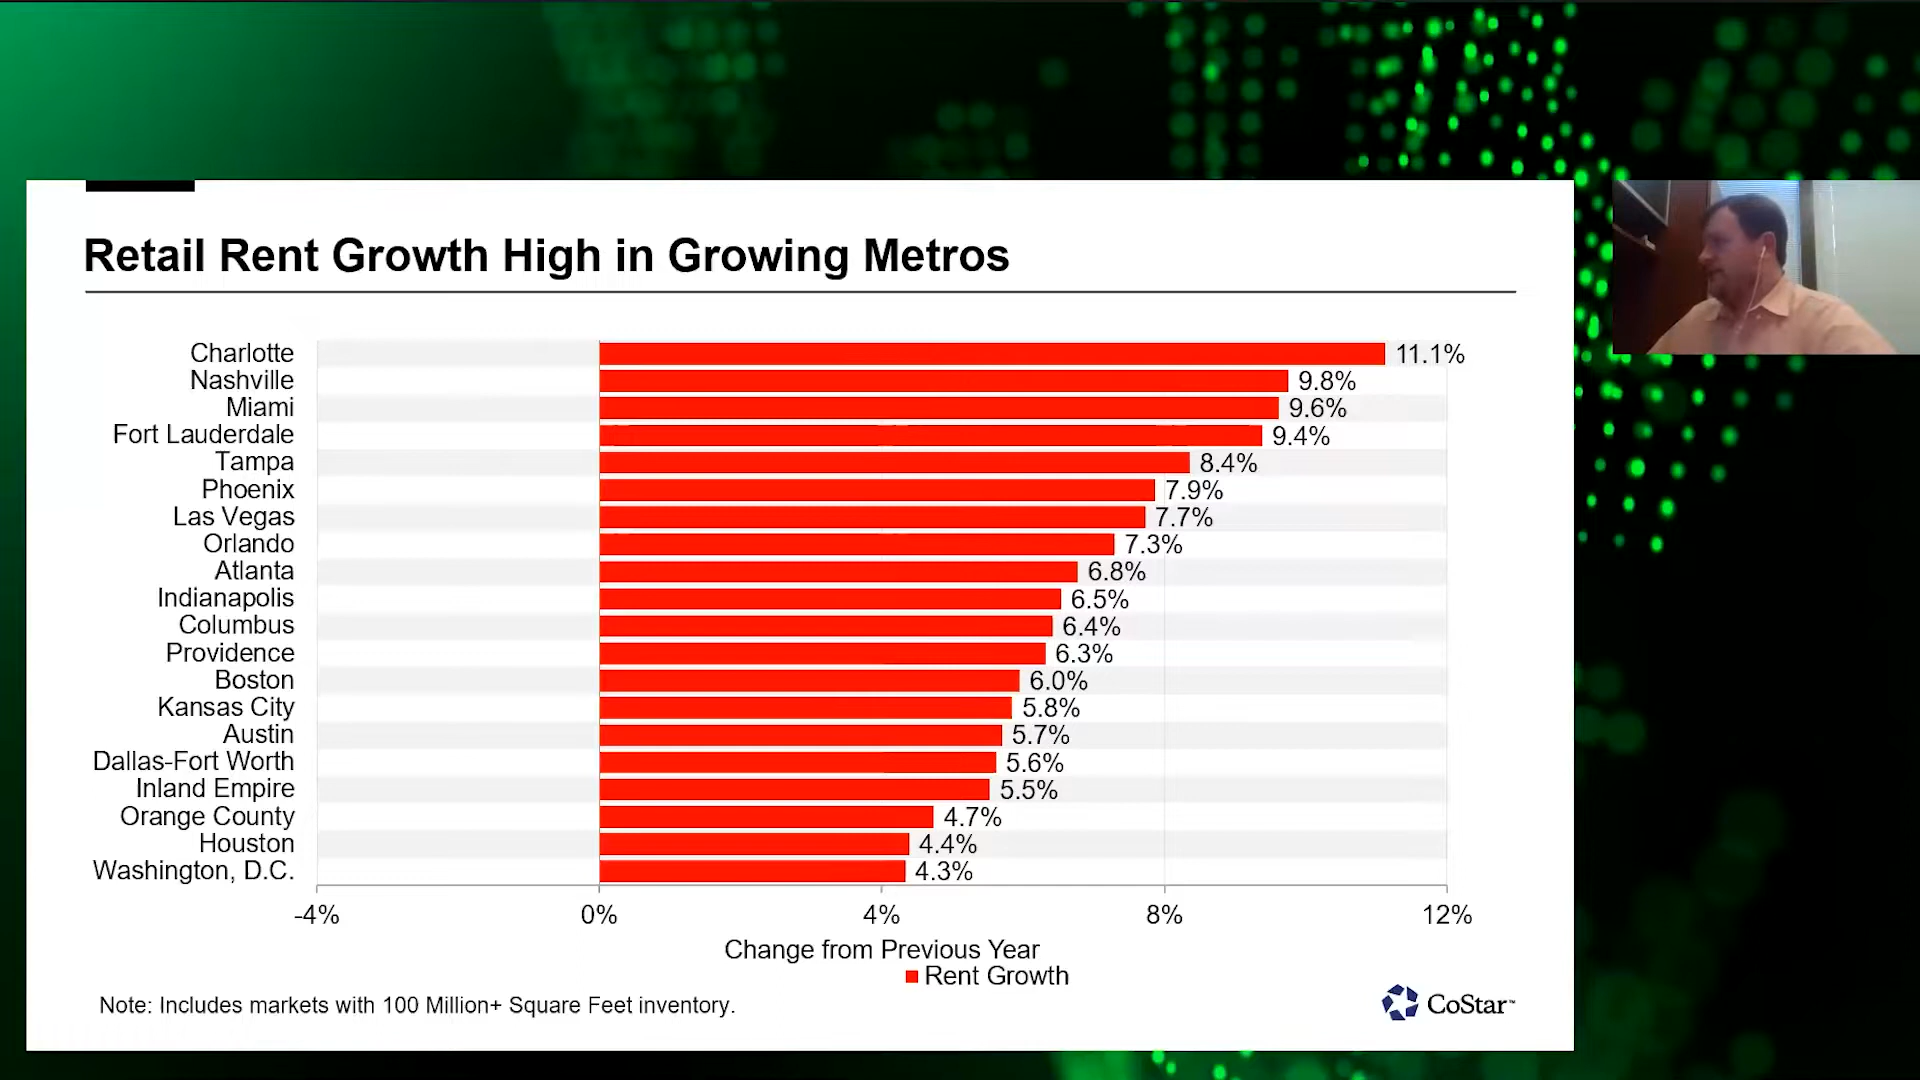 Retail Rent Growth High in Growing Metros
Charlotte 11.1%
Nashville 9.8%
Miami 9.6%
Fort Lauderdale 9.4%
Tampa 8.4%
Phoenix 7.9%
Las Vegas 7.7%
Orlando 7.3%
Atlanta 6.8%
Indianapolis 6.5%
Columbus 6.4%
Providence 6.3%
Boston 6.0%
Kansas City 5.8%
Austin 5.7%
Dallas-Fort Worth 5.6%
Inland Empire 5.5%
Orange County 4.7%
Houston 4.4%
Washington, D.C. 4.3%
-4% 0% 4% 8% 12%
Change from Previous Year
Rent Growth
Note: Includes markets with 100 Million+ Square Feet inventory.
CoStar™